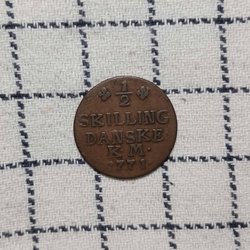 1/2
SKILLING
DANSKE
K.M.
1771